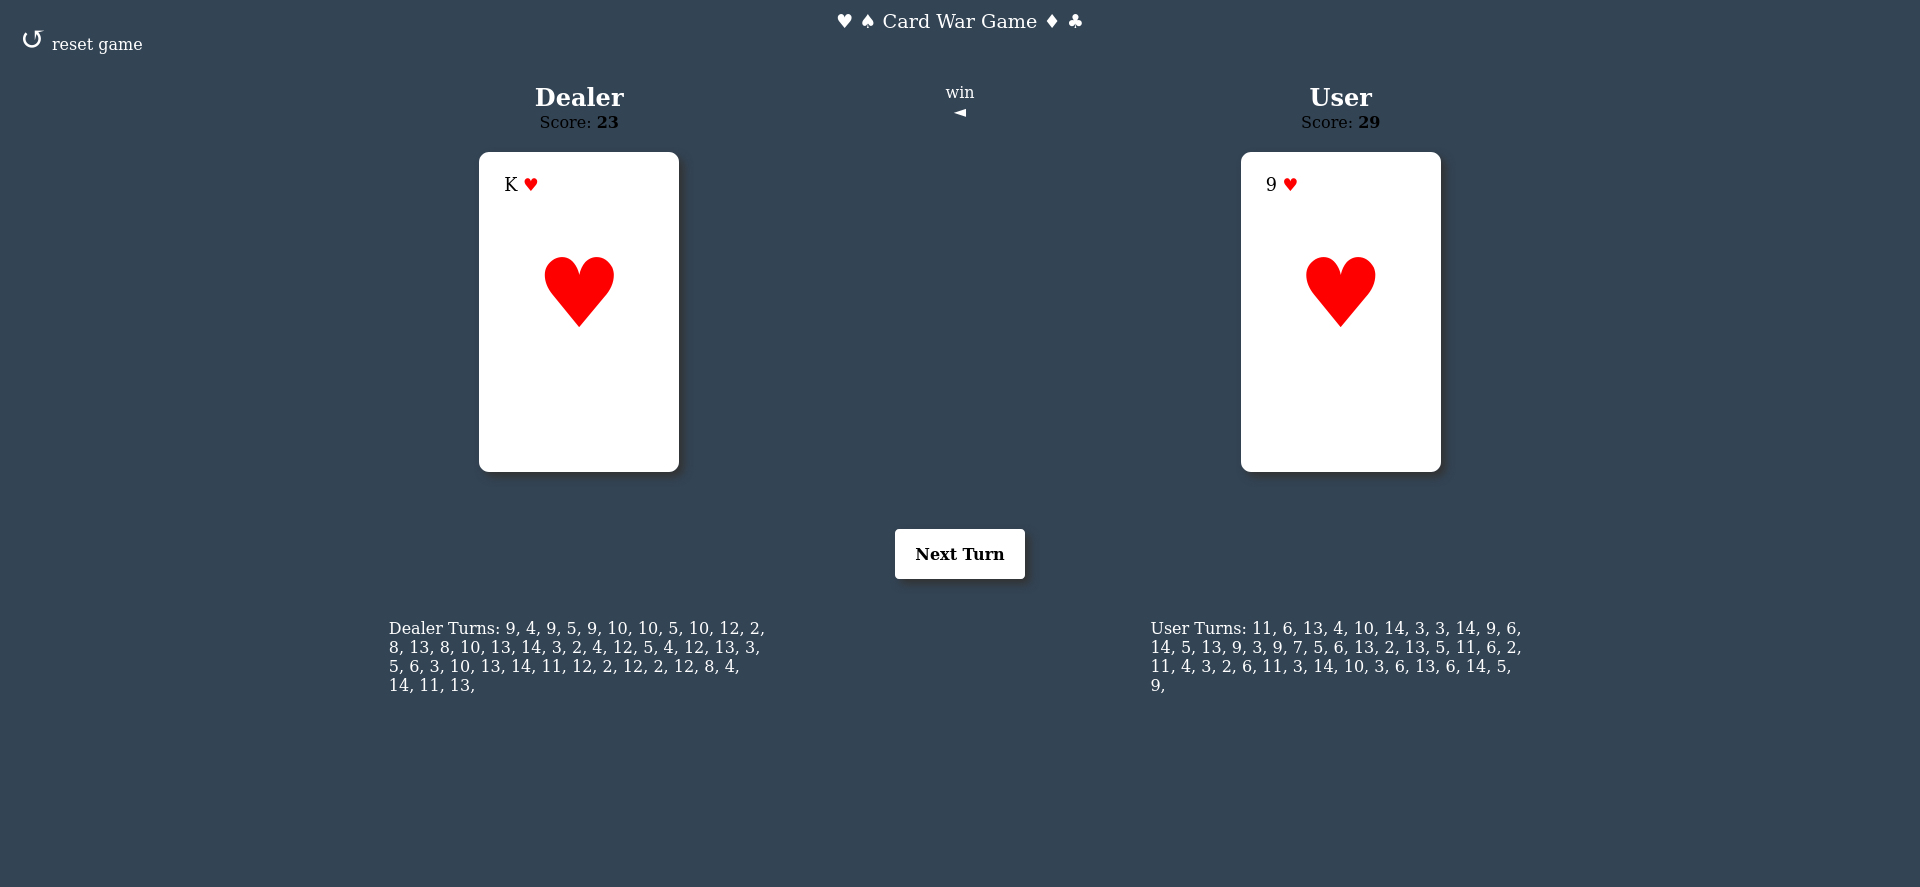 ♥ ♠ Card War Game ♦ ♣
↺ reset game
Dealer
Score: 23
win
◄
User
Score: 29
K ♥
♥
9 ♥
♥
Next Turn
Dealer Turns: 9, 4, 9, 5, 9, 10, 10, 5, 10, 12, 2,
8, 13, 8, 10, 13, 14, 3, 2, 4, 12, 5, 4, 12, 13, 3,
5, 6, 3, 10, 13, 14, 11, 12, 2, 12, 2, 12, 8, 4,
14, 11, 13,
User Turns: 11, 6, 13, 4, 10, 14, 3, 3, 14, 9, 6,
14, 5, 13, 9, 3, 9, 7, 5, 6, 13, 2, 13, 5, 11, 6, 2,
11, 4, 3, 2, 6, 11, 3, 14, 10, 3, 6, 13, 6, 14, 5,
9,